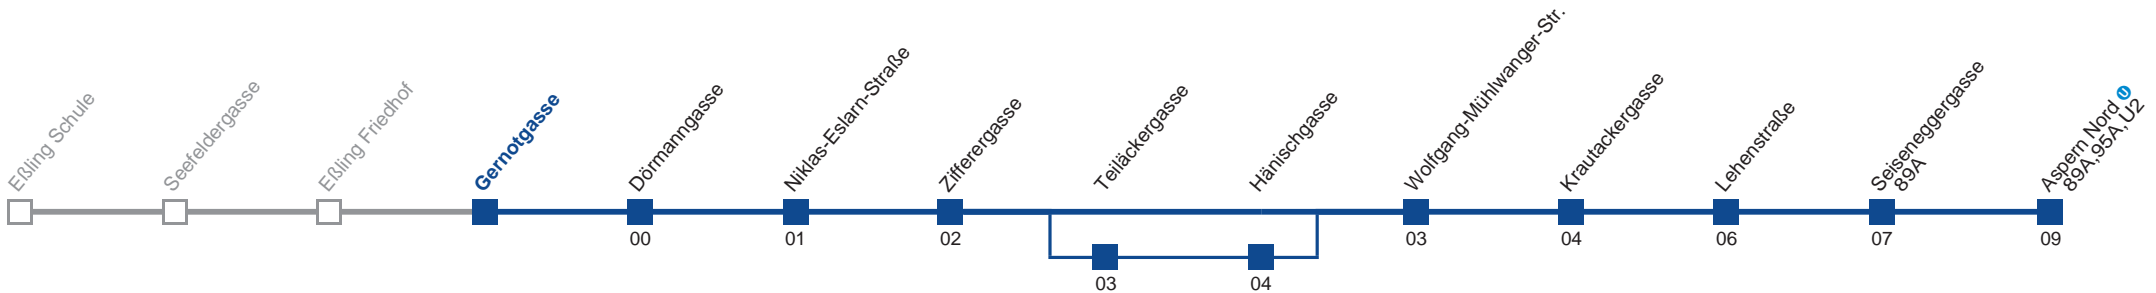 Eßling Schule
Seefeldergasse
Eßling Friedhof
Gernotgasse
Dörmanngasse
Niklas-Eslarn-Straße
Zifferergasse
Teiläckergasse
Hänischgasse
Wolfgang-Mühlwanger-Str.
Krautackergasse
Lehenstraße
Seiseneggergasse
89A
Aspern Nord U
89A,95A,U2
00
01
02
03
04
06
07
09
03
04